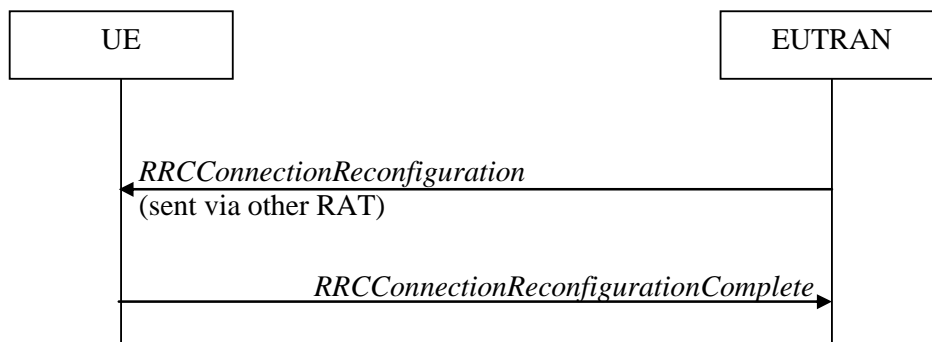 UE
EUTRAN
RRCConnectionReconfiguration
(sent via other RAT)
RRCConnectionReconfigurationComplete